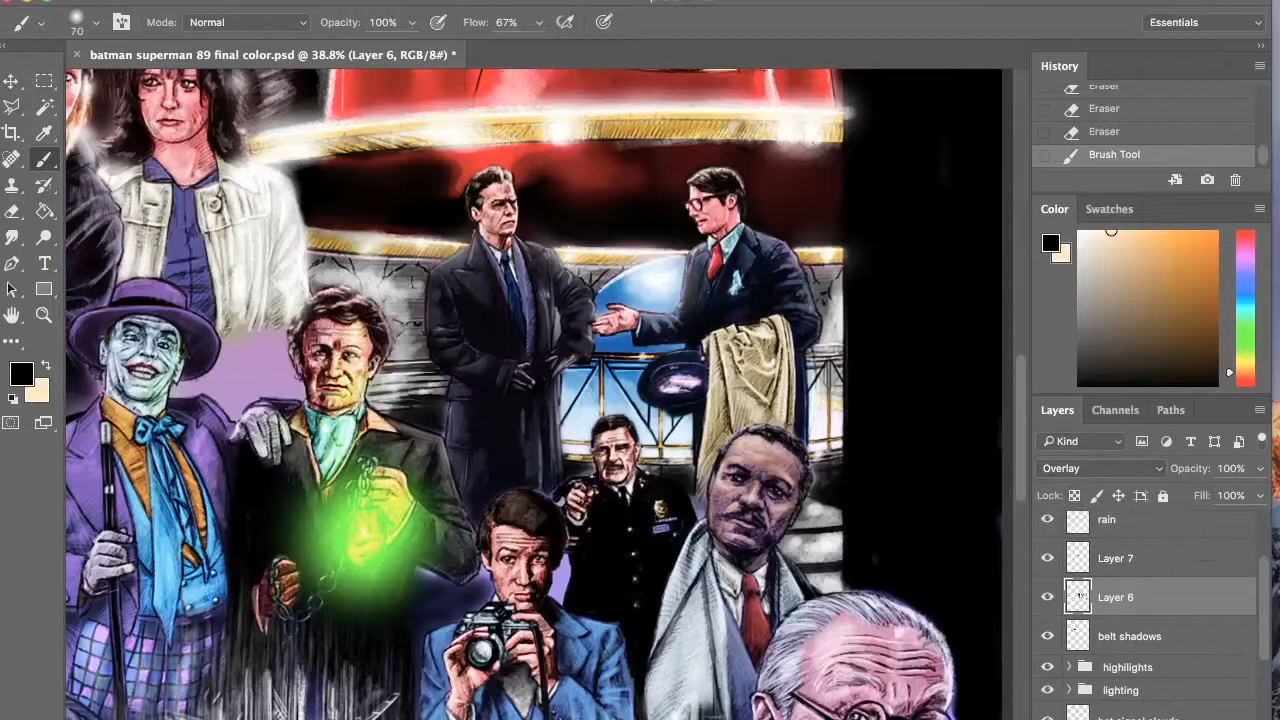 70 Mode: Normal Opacity: 100% Flow: 67% Essentials
× batman superman 89 final color.psd @ 38.8% (Layer 6, RGB/8#) *
History
Eraser
Eraser
Eraser
Brush Tool
Color Swatches
Layers Channels Paths
Kind
Overlay Opacity: 100%
Lock: Fill: 100%
rain
Layer 7
Layer 6
belt shadows
highilights
lighting